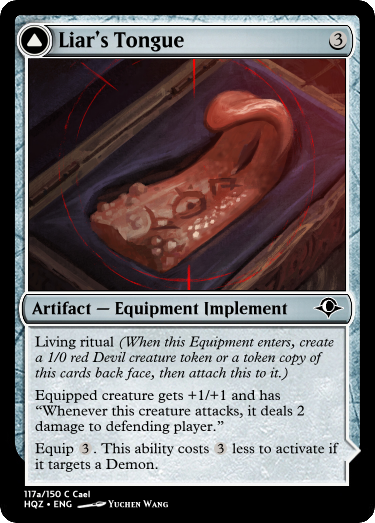 Liar's Tongue 3
Artifact — Equipment Implement
Living ritual (When this Equipment enters, create
a 1/0 red Devil creature token or a token copy of
this cards back face, then attach this to it.)
Equipped creature gets +1/+1 and has
“Whenever this creature attacks, it deals 2
damage to defending player.”
Equip 3. This ability costs 3 less to activate if
it targets a Demon.
117a/150 C Cael
HQZ • ENG Yuchen Wang